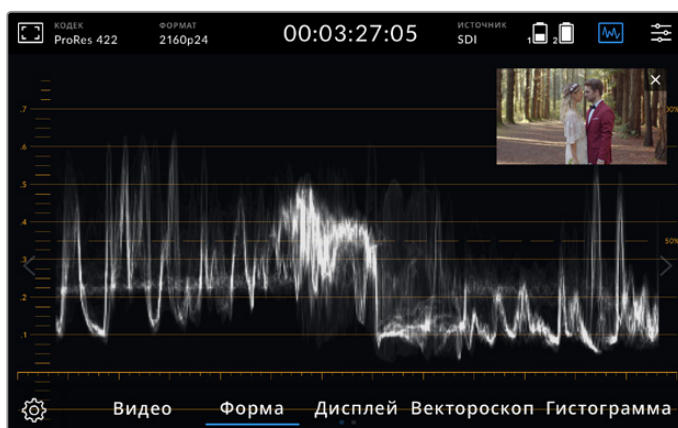 КОДЕК ФОРМАТ 00:03:27:05 ИСТОЧНИК
ProRes 422 2160p24 SDI 1 2
.7
.6
.5
.4
50%
.3
.2
.1
Видео Форма Дисплей Вектороскоп Гистограмма